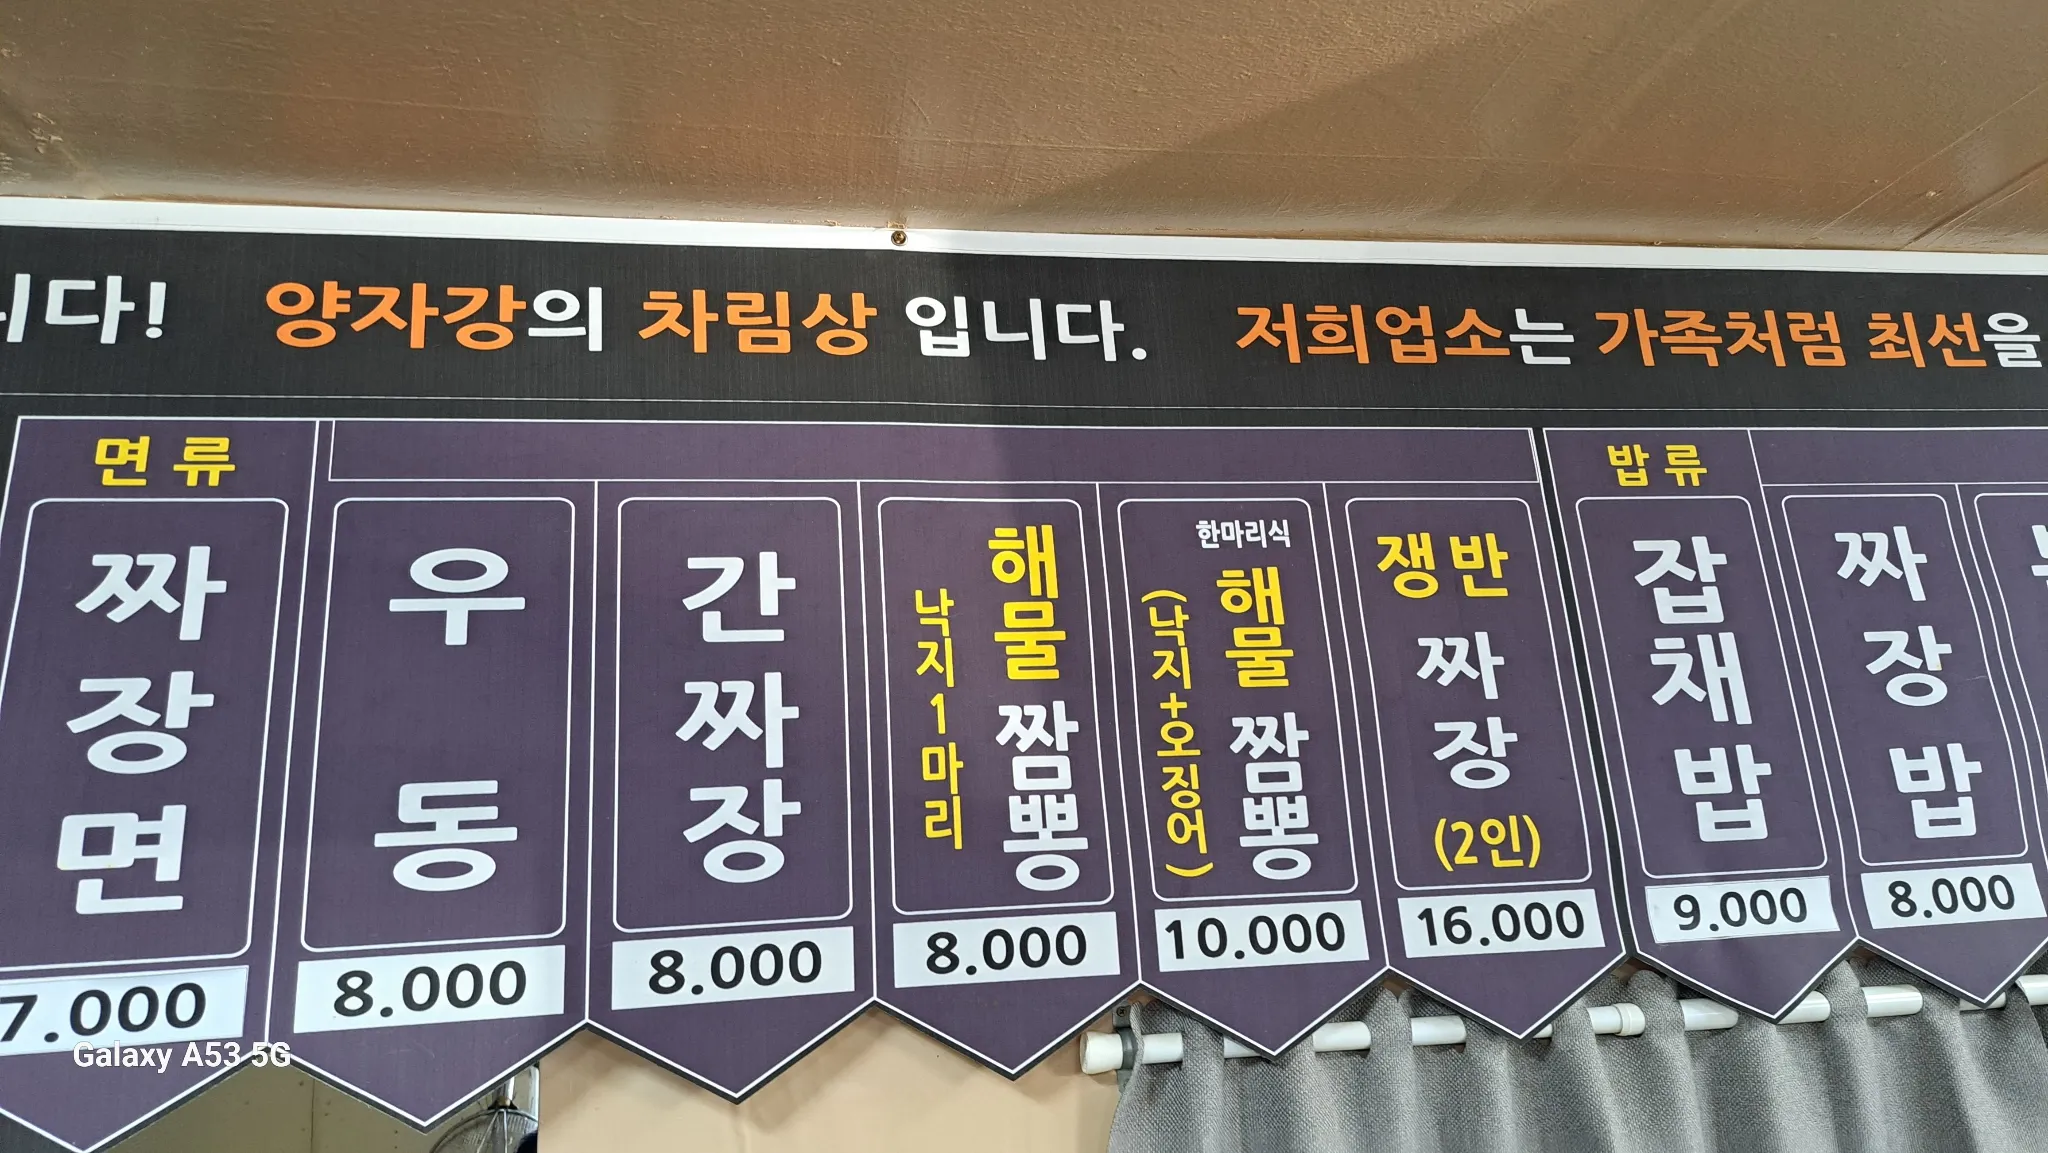 니다! 양자강의 차림상 입니다. 저희업소는 가족처럼 최선을
면류
짜장면
7.000
우동
8.000
간짜장
8.000
해물 짬뽕
낙지1마리
8.000
한마리식
해물 짬뽕
(낙지+오징어)
10.000
쟁반
짜장
(2인)
16.000
밥류
잡채밥
9.000
짜장밥
8.000
Galaxy A53 5G